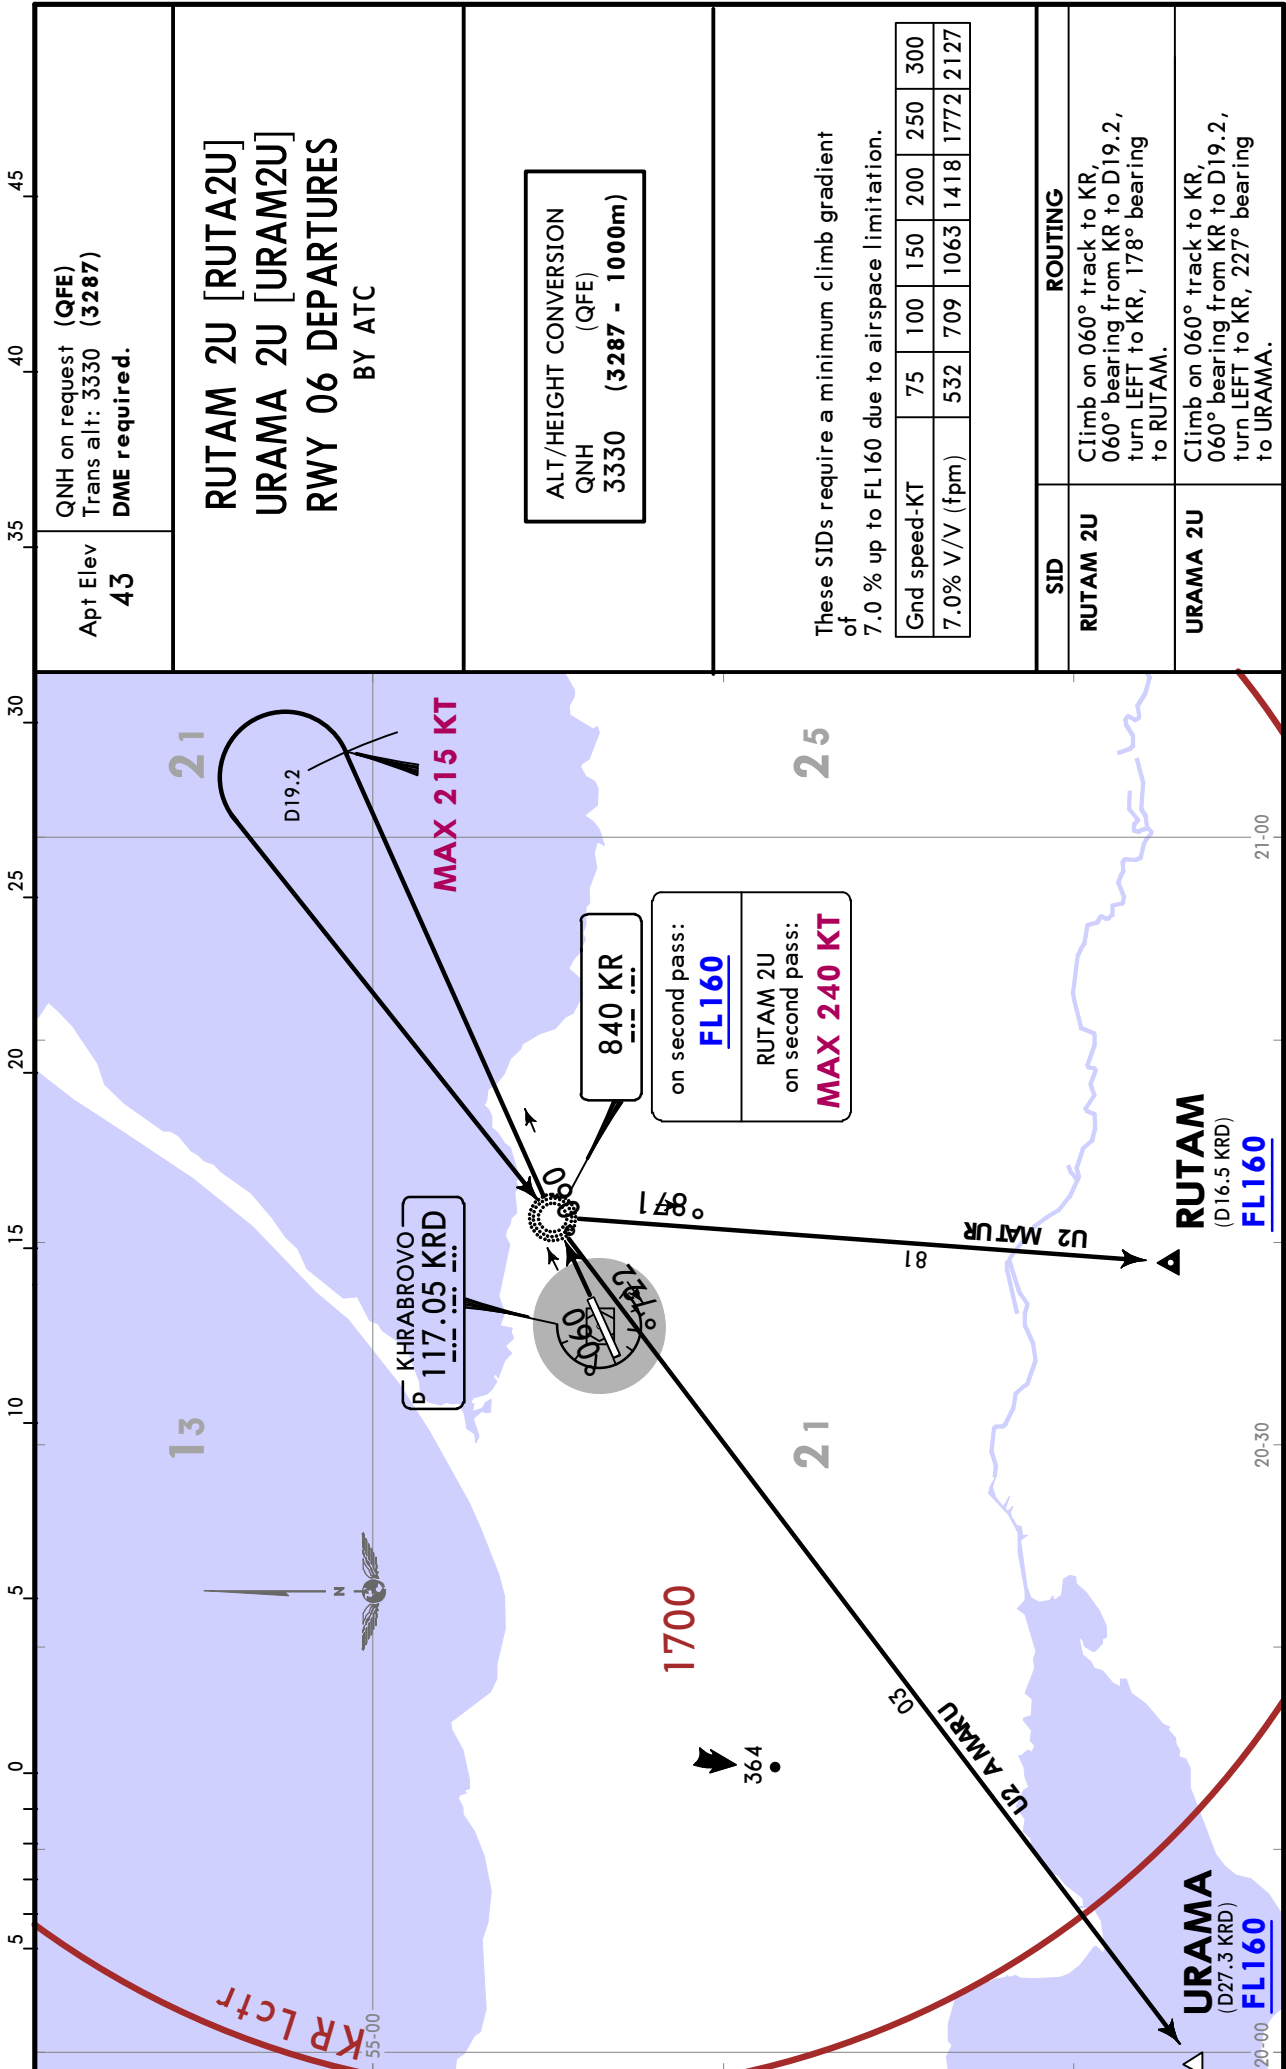 Apt Elev
43
QNH on request (QFE)
Trans alt: 3330 (3287)
DME required.
RUTAM 2U [RUTA2U]
URAMA 2U [URAM2U]
RWY 06 DEPARTURES
BY ATC
ALT/HEIGHT CONVERSION
QNH (QFE)
3330 (3287 - 1000m)
These SIDs require a minimum climb gradient
of
7.0 % up to FL160 due to airspace limitation.
Gnd speed-KT 75 100 150 200 250 300
7.0% V/V (fpm) 532 709 1063 1418 1772 2127
SID ROUTING
RUTAM 2U
CIimb on 060° track to KR,
060° bearing from KR to D19.2,
turn LEFT to KR, 178° bearing
to RUTAM.
URAMA 2U
CIimb on 060° track to KR,
060° bearing from KR to D19.2,
turn LEFT to KR, 227° bearing
to URAMA.
5 0 5 10 15 20 25 30 35 40 45
KR Lctr
55-00
13
21
D19.2
MAX 215 KT
N
KHRABROVO
D 117.05 KRD
840 KR
on second pass:
FL160
RUTAM 2U
on second pass:
MAX 240 KT
060°
060°
871°
722°
25
21
1700
364
81
U2 MATUR
03
U2 AMARU
RUTAM
(D16.5 KRD)
FL160
URAMA
(D27.3 KRD)
FL160
20-00
20-30
21-00